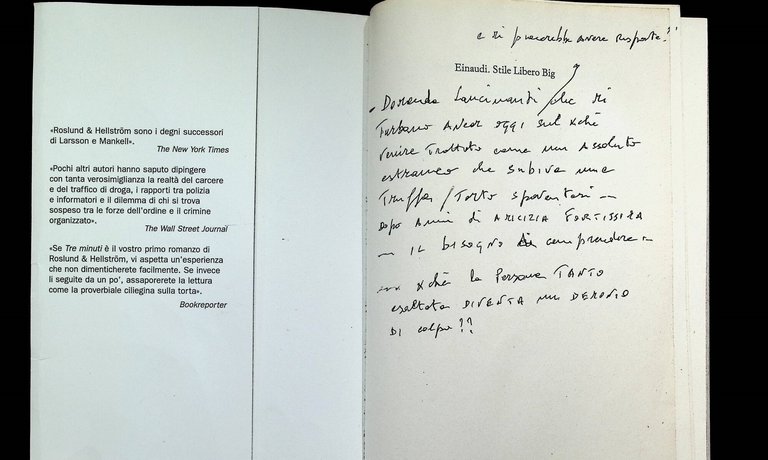 «Roslund & Hellström sono i degni successori
di Larsson e Mankell».
The New York Times
«Pochi altri autori hanno saputo dipingere
con tanta verosimiglianza la realtà del carcere
e del traffico di droga, i rapporti tra polizia
e informatori e il dilemma di chi si trova
sospeso tra le forze dell'ordine e il crimine
organizzato».
The Wall Street Journal
«Se Tre minuti è il vostro primo romanzo di
Roslund & Hellström, vi aspetta un'esperienza
che non dimenticherete facilmente. Se invece
li seguite da un po', assaporerete la lettura
come la proverbiale ciliegina sulla torta».
Bookreporter
e mi piacerebbe avere risposte!!
Einaudi. Stile Libero Big
- Domande Lancinanti che mi
Turbano ANCOR oggi sul xché
venire Trattato come un Assoluto
estraneo che subiva una
Truffa / Torto spaventosi -
dopo Anni di AMICIZIA FORTISSIMA
- IL BISOGNO di comprendere -
xché la Persona TANTO
esaltata DIVENTA un DEMONIO
DI colpo??